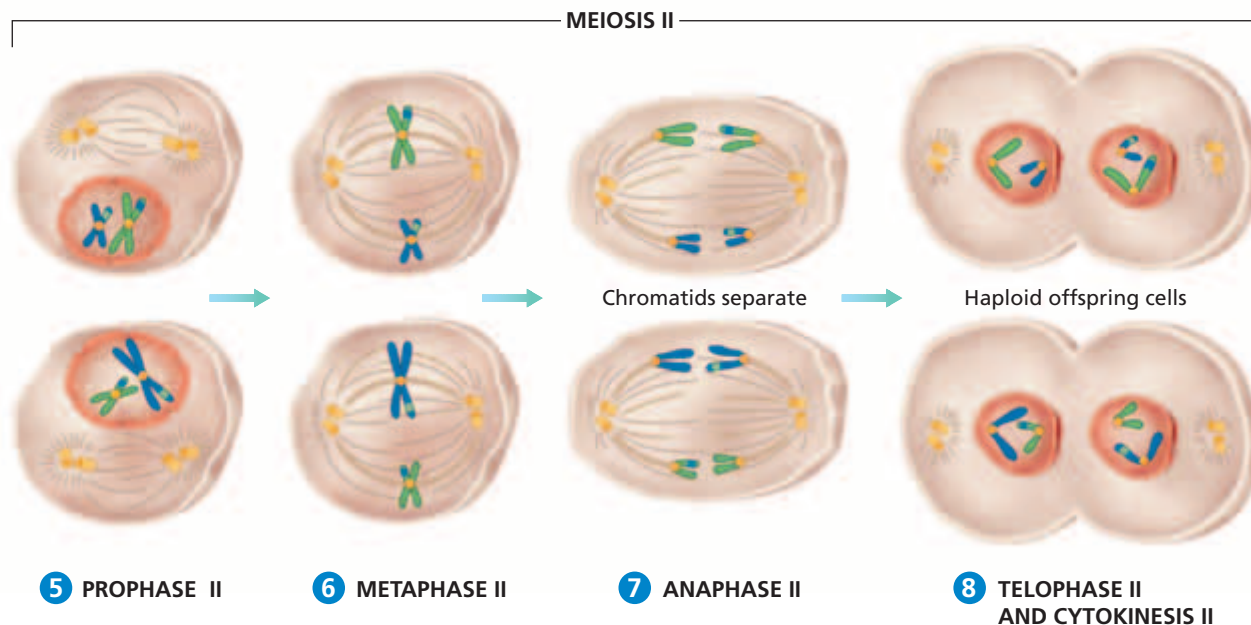 MEIOSIS II
Chromatids separate
Haploid offspring cells
5 PROPHASE II
6 METAPHASE II
7 ANAPHASE II
8 TELOPHASE II
AND CYTOKINESIS II